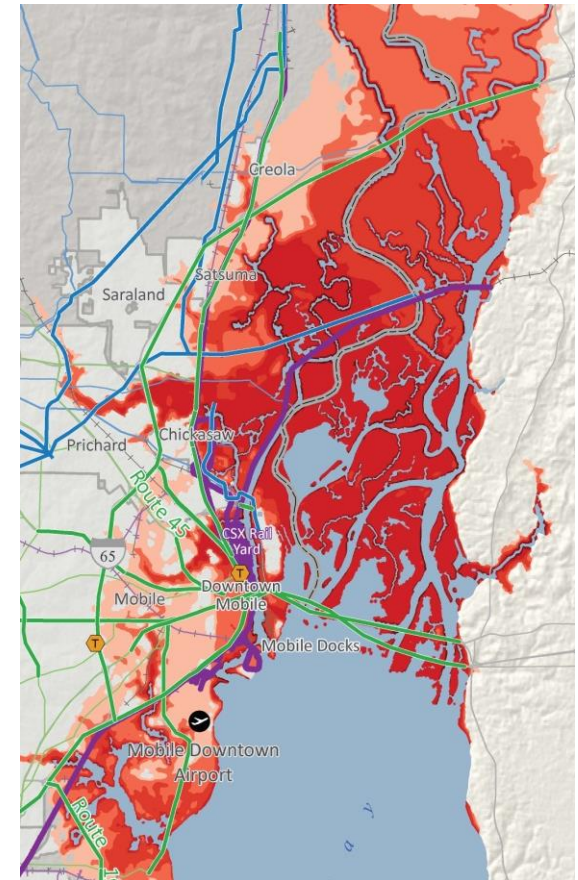 Creola
Satsuma
Saraland
Chickasaw
Prichard
Route 45
CSX Rail
Yard
65
T
Downtown
Mobile
Mobile
Mobile Docks
T
Mobile Downtown
Airport
Route
a y